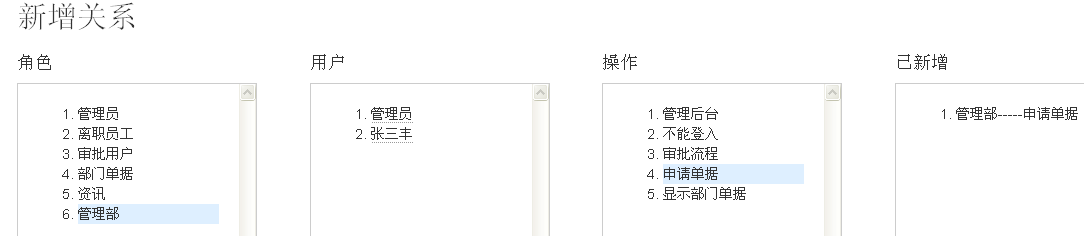 新增关系
角色
1. 管理员
2. 离职员工
3. 审批用户
4. 部门单据
5. 资讯
6. 管理部
用户
1. 管理员
2. 张三丰
操作
1. 管理后台
2. 不能登入
3. 审批流程
4. 申请单据
5. 显示部门单据
已新增
1. 管理部-----申请单据